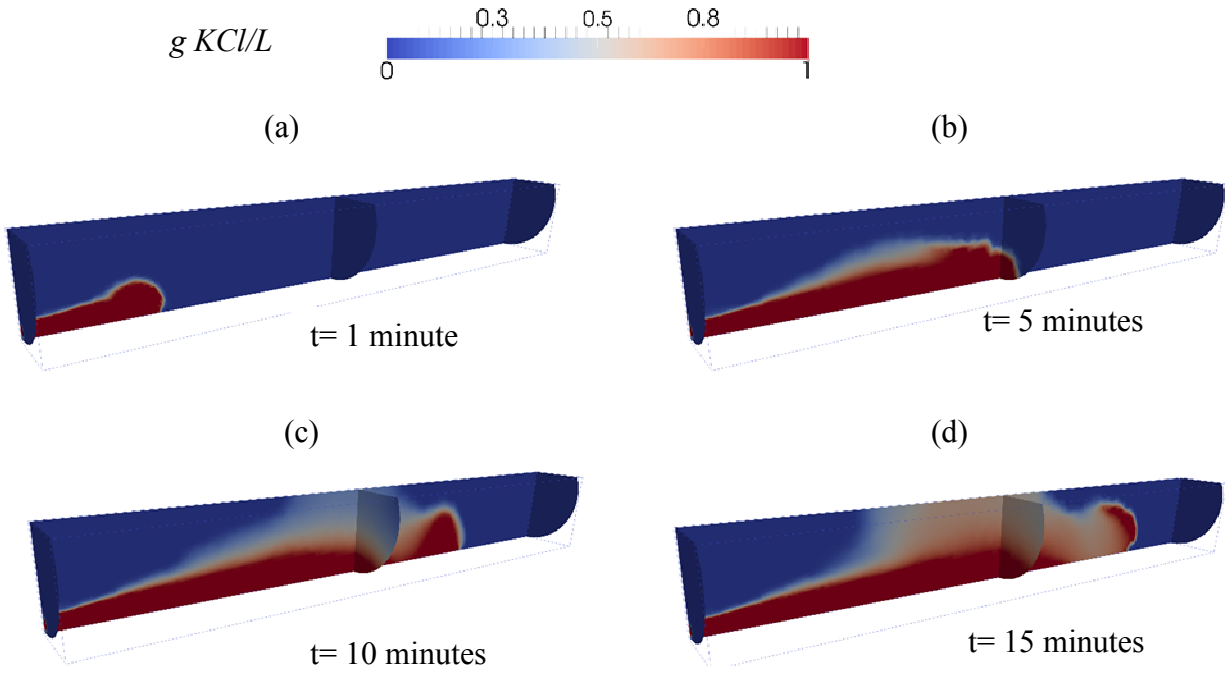 0.3 0.5 0.8
g KCl/L
0 1
(a) (b)
t= 1 minute
t= 5 minutes
(c) (d)
t= 10 minutes
t= 15 minutes